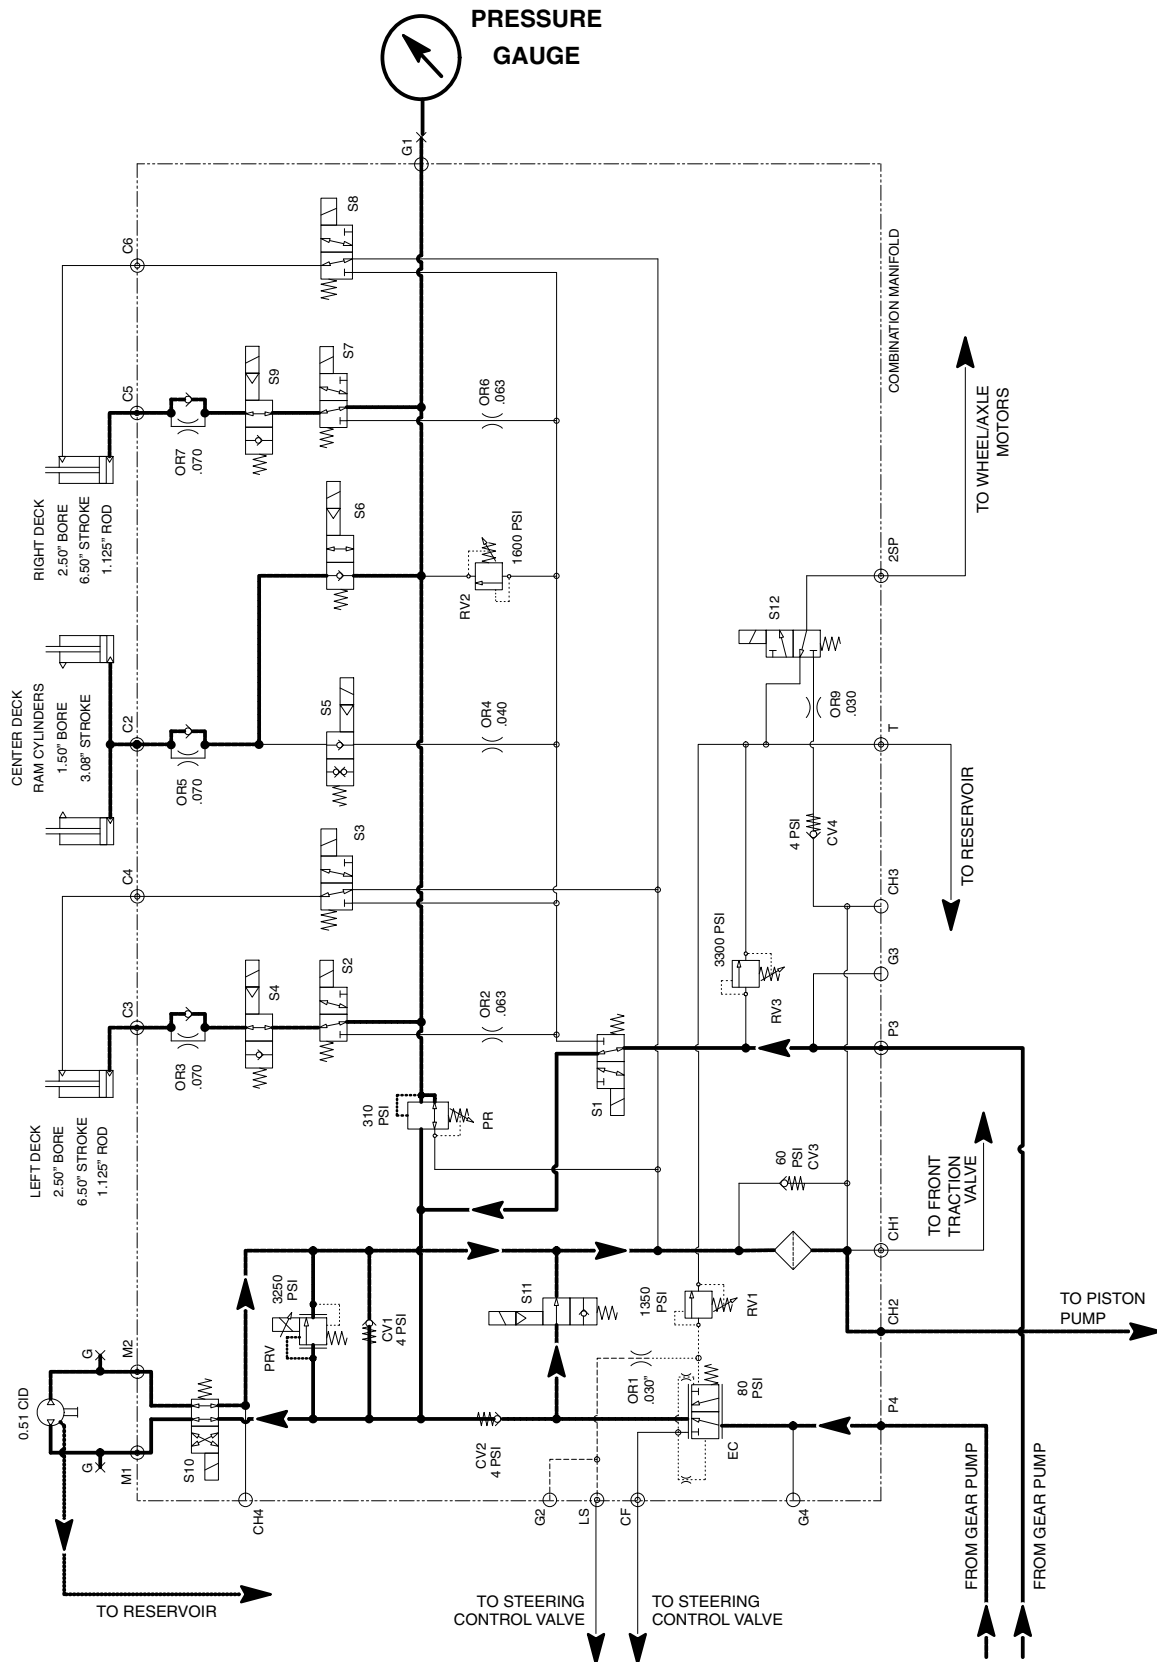 PRESSURE
GAUGE
G1
C6
S8
COMBINATION MANIFOLD
RIGHT DECK
2.50" BORE
6.50" STROKE
1.125" ROD
C5
OR7
.070
S9
S7
OR6
.063
CENTER DECK
RAM CYLINDERS
1.50" BORE
3.08" STROKE
C2
OR5
.070
S6
S5
RV2
1600 PSI
OR4
.040
S12
2SP
TO WHEEL/AXLE
MOTORS
OR9
.030
T
TO RESERVOIR
4 PSI
CV4
CH3
C4
S3
LEFT DECK
2.50" BORE
6.50" STROKE
1.125" ROD
C3
OR3
.070
S4
S2
OR2
.063
3300 PSI
RV3
G3
P3
310
PSI
PR
S1
60
PSI
CV3
TO FRONT
TRACTION
VALVE
CH1
CH2
TO PISTON
PUMP
0.51 CID
G
M2
G
M1
S10
CH4
3250
PSI
PRV
CV1
4 PSI
S11
CV2
4 PSI
1350
PSI
RV1
OR1
.030"
80
PSI
EC
P4
G2
LS
CF
G4
TO RESERVOIR
TO STEERING
CONTROL VALVE
TO STEERING
CONTROL VALVE
FROM GEAR PUMP
FROM GEAR PUMP